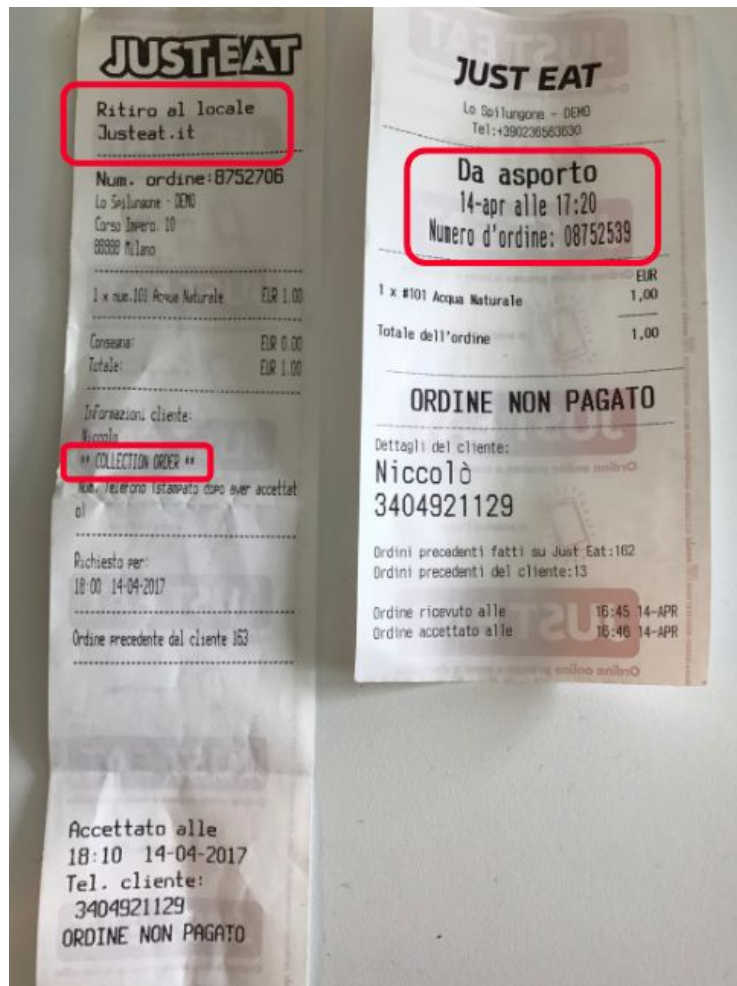 JUST EAT
Ritiro al locale
Justeat.it
Num. ordine:8752706
Lo Spilungone - DEMO
Corso Impero. 10
88888 Milano
1 x num.101 Acqua Naturale EUR 1.00
Consegna: EUR 0.00
Totale: EUR 1.00
Informazioni cliente:
Niccolo
** COLLECTION ORDER **
Num. Telefono (stampato dopo aver accettat
o)
Richiesto per:
18:00 14-04-2017
Ordine precedente del cliente 163
Accettato alle
18:10 14-04-2017
Tel. cliente:
3404921129
ORDINE NON PAGATO
JUST EAT
Lo Spilungone - DEMO
Tel:+390236563630
Da asporto
14-apr alle 17:20
Numero d'ordine: 08752539
EUR
1 x #101 Acqua Naturale 1,00
Totale dell'ordine 1,00
ORDINE NON PAGATO
Dettagli del cliente:
Niccolò
3404921129
Ordini precedenti fatti su Just Eat:162
Ordini precedenti del cliente:13
Ordine ricevuto alle 16:45 14-APR
Ordine accettato alle 16:46 14-APR